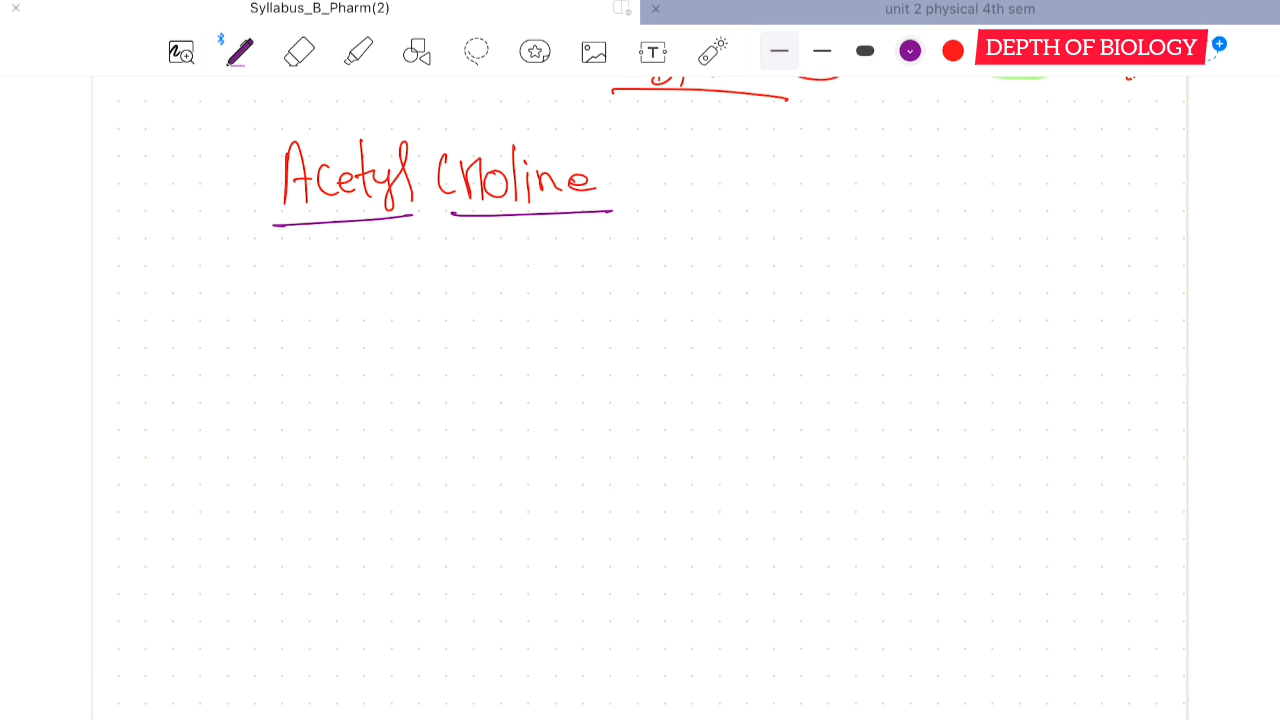 Syllabus_B_Pharm(2)
unit 2 physical 4th sem
DEPTH OF BIOLOGY
Acetyl Choline